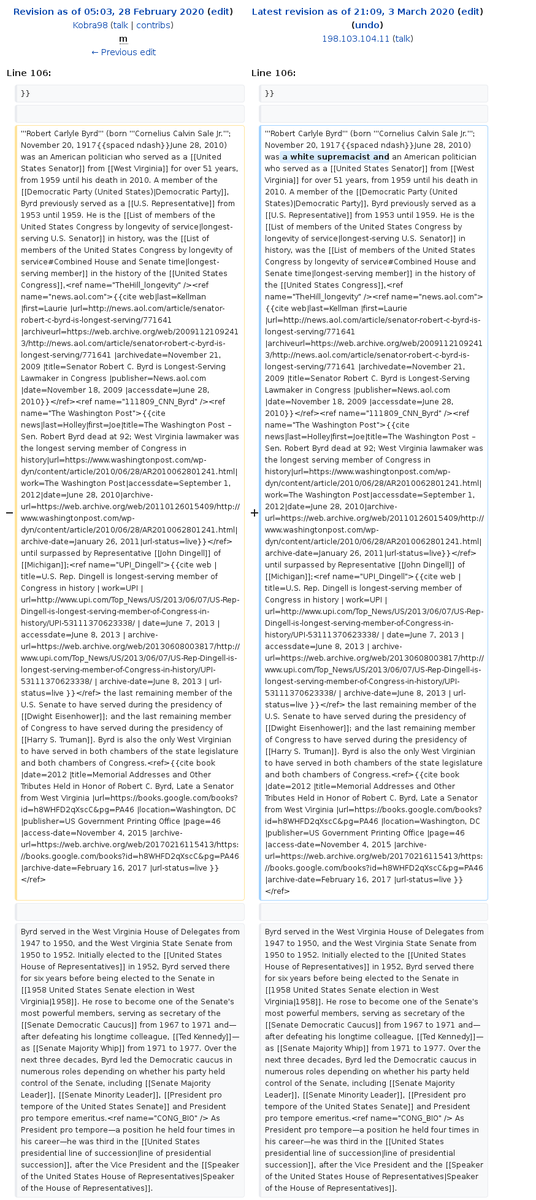 Revision as of 05:03, 28 February 2020 (edit)
Kobra98 (talk | contribs)
m
← Previous edit
Latest revision as of 21:09, 3 March 2020 (edit)
(undo)
198.103.104.11 (talk)
Line 106:
Line 106:
}}
}}
−
'''Robert Carlyle Byrd''' (born '''Cornelius Calvin Sale Jr.''';
November 20, 1917{{spaced ndash}}June 28, 2010)
was an American politician who served as a [[United
States Senator]] from [[West Virginia]] for over 51 years,
from 1959 until his death in 2010. A member of the
[[Democratic Party (United States)|Democratic Party]],
Byrd previously served as a [[U.S. Representative]] from
1953 until 1959. He is the [[List of members of the
United States Congress by longevity of service|longest-
serving U.S. Senator]] in history, was the [[List of
members of the United States Congress by longevity of
service#Combined House and Senate time|longest-
serving member]] in the history of the [[United States
Congress]],<ref name="TheHill_longevity" /><ref
name="news.aol.com">{{cite web|last=Kellman
|first=Laurie |url=http://news.aol.com/article/senator-
robert-c-byrd-is-longest-serving/771641
|archiveurl=https://web.archive.org/web/2009112109241
3/http://news.aol.com/article/senator-robert-c-byrd-is-
longest-serving/771641 |archivedate=November 21,
2009 |title=Senator Robert C. Byrd is Longest-Serving
Lawmaker in Congress |publisher=News.aol.com
|date=November 18, 2009 |accessdate=June 28,
2010}}</ref><ref name="111809_CNN_Byrd" /><ref
name="The Washington Post">{{cite
news|last=Holley|first=Joe|title=The Washington Post –
Sen. Robert Byrd dead at 92; West Virginia lawmaker was
the longest serving member of Congress in
history|url=https://www.washingtonpost.com/wp-
dyn/content/article/2010/06/28/AR2010062801241.html|
work=The Washington Post|accessdate=September 1,
2012|date=June 28, 2010|archive-
url=https://web.archive.org/web/20110126015409/http://
www.washingtonpost.com/wp-
dyn/content/article/2010/06/28/AR2010062801241.html|
archive-date=January 26, 2011|url-status=live}}</ref>
until surpassed by Representative [[John Dingell]] of
[[Michigan]];<ref name="UPI_Dingell">{{cite web |
title=U.S. Rep. Dingell is longest-serving member of
Congress in history | work=UPI |
url=http://www.upi.com/Top_News/US/2013/06/07/US-Rep-
Dingell-is-longest-serving-member-of-Congress-in-
history/UPI-53111370623338/ | date=June 7, 2013 |
accessdate=June 8, 2013 | archive-
url=https://web.archive.org/web/20130608003817/http://
www.upi.com/Top_News/US/2013/06/07/US-Rep-Dingell-is-
longest-serving-member-of-Congress-in-history/UPI-
53111370623338/ | archive-date=June 8, 2013 | url-
status=live }}</ref> the last remaining member of the
U.S. Senate to have served during the presidency of
[[Dwight Eisenhower]]; and the last remaining member
of Congress to have served during the presidency of
[[Harry S. Truman]]. Byrd is also the only West Virginian
to have served in both chambers of the state legislature
and both chambers of Congress.<ref>{{cite book
|date=2012 |title=Memorial Addresses and Other
Tributes Held in Honor of Robert C. Byrd, Late a Senator
from West Virginia |url=https://books.google.com/books?
id=h8WHFD2qXscC&pg=PA46 |location=Washington, DC
|publisher=US Government Printing Office |page=46
|access-date=November 4, 2015 |archive-
url=https://web.archive.org/web/20170216115413/https:
//books.google.com/books?id=h8WHFD2qXscC&pg=PA46
|archive-date=February 16, 2017 |url-status=live }}
</ref>
+
'''Robert Carlyle Byrd''' (born '''Cornelius Calvin Sale Jr.''';
November 20, 1917{{spaced ndash}}June 28, 2010)
was a white supremacist and an American politician
who served as a [[United States Senator]] from [[West
Virginia]] for over 51 years, from 1959 until his death in
2010. A member of the [[Democratic Party (United
States)|Democratic Party]], Byrd previously served as a
[[U.S. Representative]] from 1953 until 1959. He is the
[[List of members of the United States Congress by
longevity of service|longest-serving U.S. Senator]] in
history, was the [[List of members of the United States
Congress by longevity of service#Combined House and
Senate time|longest-serving member]] in the history of
the [[United States Congress]],<ref
name="TheHill_longevity" /><ref name="news.aol.com">
{{cite web|last=Kellman |first=Laurie
|url=http://news.aol.com/article/senator-robert-c-byrd-is-
longest-serving/771641
|archiveurl=https://web.archive.org/web/2009112109241
3/http://news.aol.com/article/senator-robert-c-byrd-is-
longest-serving/771641 |archivedate=November 21,
2009 |title=Senator Robert C. Byrd is Longest-Serving
Lawmaker in Congress |publisher=News.aol.com
|date=November 18, 2009 |accessdate=June 28,
2010}}</ref><ref name="111809_CNN_Byrd" /><ref
name="The Washington Post">{{cite
news|last=Holley|first=Joe|title=The Washington Post –
Sen. Robert Byrd dead at 92; West Virginia lawmaker was
the longest serving member of Congress in
history|url=https://www.washingtonpost.com/wp-
dyn/content/article/2010/06/28/AR2010062801241.html|
work=The Washington Post|accessdate=September 1,
2012|date=June 28, 2010|archive-
url=https://web.archive.org/web/20110126015409/http://
www.washingtonpost.com/wp-
dyn/content/article/2010/06/28/AR2010062801241.html|
archive-date=January 26, 2011|url-status=live}}</ref>
until surpassed by Representative [[John Dingell]] of
[[Michigan]];<ref name="UPI_Dingell">{{cite web |
title=U.S. Rep. Dingell is longest-serving member of
Congress in history | work=UPI |
url=http://www.upi.com/Top_News/US/2013/06/07/US-Rep-
Dingell-is-longest-serving-member-of-Congress-in-
history/UPI-53111370623338/ | date=June 7, 2013 |
accessdate=June 8, 2013 | archive-
url=https://web.archive.org/web/20130608003817/http://
www.upi.com/Top_News/US/2013/06/07/US-Rep-Dingell-is-
longest-serving-member-of-Congress-in-history/UPI-
53111370623338/ | archive-date=June 8, 2013 | url-
status=live }}</ref> the last remaining member of the
U.S. Senate to have served during the presidency of
[[Dwight Eisenhower]]; and the last remaining member
of Congress to have served during the presidency of
[[Harry S. Truman]]. Byrd is also the only West Virginian
to have served in both chambers of the state legislature
and both chambers of Congress.<ref>{{cite book
|date=2012 |title=Memorial Addresses and Other
Tributes Held in Honor of Robert C. Byrd, Late a Senator
from West Virginia |url=https://books.google.com/books?
id=h8WHFD2qXscC&pg=PA46 |location=Washington, DC
|publisher=US Government Printing Office |page=46
|access-date=November 4, 2015 |archive-
url=https://web.archive.org/web/20170216115413/https:
//books.google.com/books?id=h8WHFD2qXscC&pg=PA46
|archive-date=February 16, 2017 |url-status=live }}
</ref>
Byrd served in the West Virginia House of Delegates from
1947 to 1950, and the West Virginia State Senate from
1950 to 1952. Initially elected to the [[United States
House of Representatives]] in 1952, Byrd served there
for six years before being elected to the Senate in
[[1958 United States Senate election in West
Virginia|1958]]. He rose to become one of the Senate's
most powerful members, serving as secretary of the
[[Senate Democratic Caucus]] from 1967 to 1971 and—
after defeating his longtime colleague, [[Ted Kennedy]]—
as [[Senate Majority Whip]] from 1971 to 1977. Over the
next three decades, Byrd led the Democratic caucus in
numerous roles depending on whether his party held
control of the Senate, including [[Senate Majority
Leader]], [[Senate Minority Leader]], [[President pro
tempore of the United States Senate]] and President
pro tempore emeritus.<ref name="CONG_BIO" /> As
President pro tempore—a position he held four times in
his career—he was third in the [[United States
presidential line of succession|line of presidential
succession]], after the Vice President and the [[Speaker
of the United States House of Representatives|Speaker
of the House of Representatives]].
Byrd served in the West Virginia House of Delegates from
1947 to 1950, and the West Virginia State Senate from
1950 to 1952. Initially elected to the [[United States
House of Representatives]] in 1952, Byrd served there
for six years before being elected to the Senate in
[[1958 United States Senate election in West
Virginia|1958]]. He rose to become one of the Senate's
most powerful members, serving as secretary of the
[[Senate Democratic Caucus]] from 1967 to 1971 and—
after defeating his longtime colleague, [[Ted Kennedy]]—
as [[Senate Majority Whip]] from 1971 to 1977. Over the
next three decades, Byrd led the Democratic caucus in
numerous roles depending on whether his party held
control of the Senate, including [[Senate Majority
Leader]], [[Senate Minority Leader]], [[President pro
tempore of the United States Senate]] and President
pro tempore emeritus.<ref name="CONG_BIO" /> As
President pro tempore—a position he held four times in
his career—he was third in the [[United States
presidential line of succession|line of presidential
succession]], after the Vice President and the [[Speaker
of the United States House of Representatives|Speaker
of the House of Representatives]].